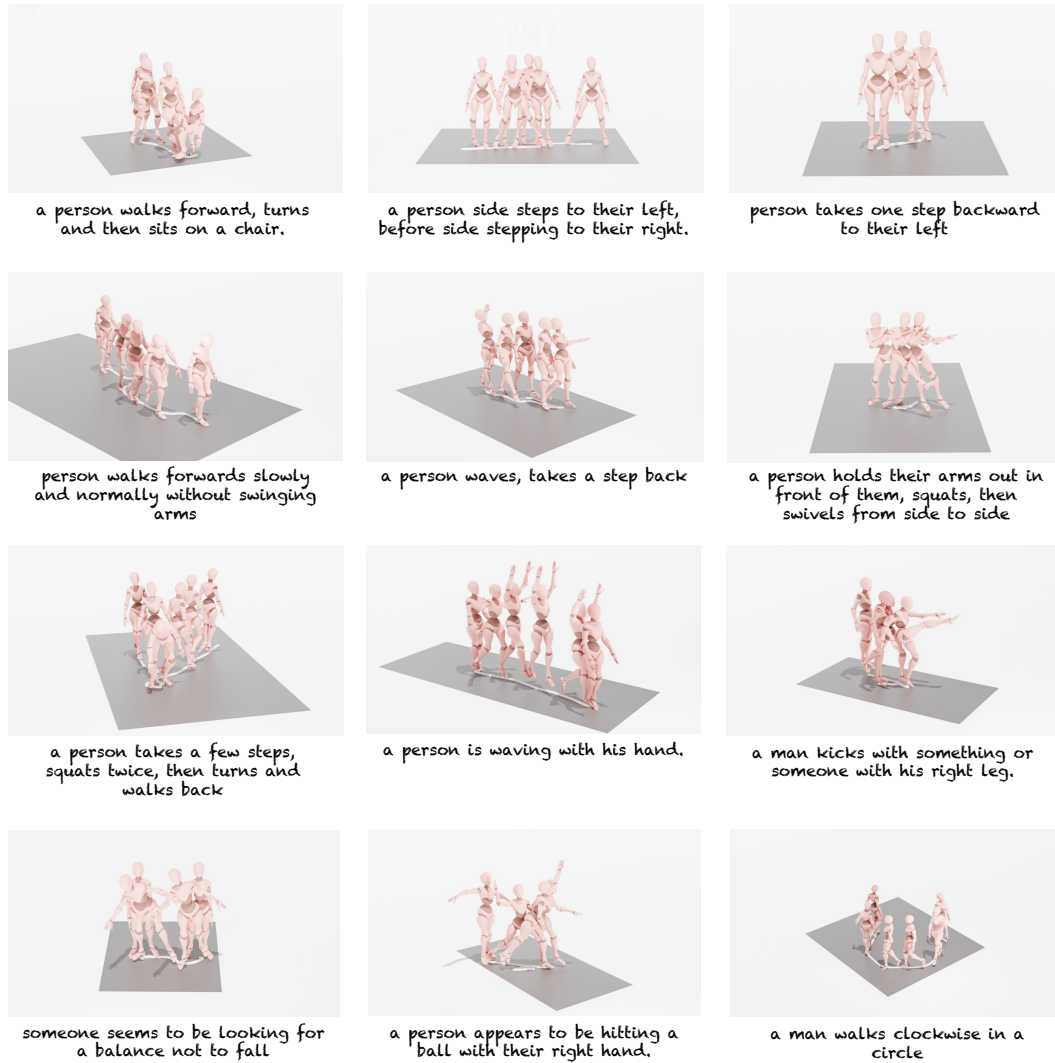 a person walks forward, turns
and then sits on a chair.
a person side steps to their left,
before side stepping to their right.
person takes one step backward
to their left
person walks forwards slowly
and normally without swinging
arms
a person waves, takes a step back
a person holds their arms out in
front of them, squats, then
swivels from side to side
a person takes a few steps,
squats twice, then turns and
walks back
a person is waving with his hand.
a man kicks with something or
someone with his right leg.
someone seems to be looking for
a balance not to fall
a person appears to be hitting a
ball with their right hand.
a man walks clockwise in a
circle